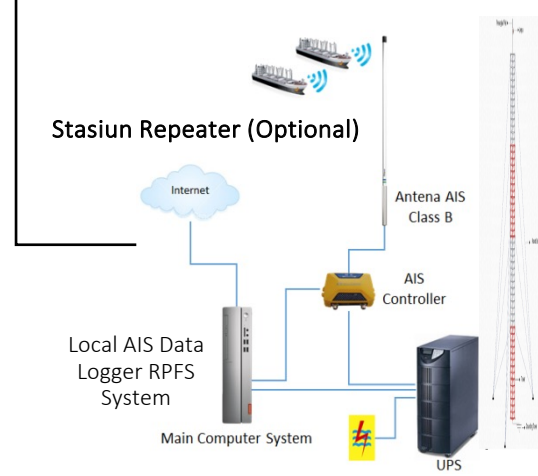 Stasiun Repeater (Optional)
Internet
Antena AIS
Class B
AIS
Controller
Local AIS Data
Logger RPFS
System
Main Computer System
UPS